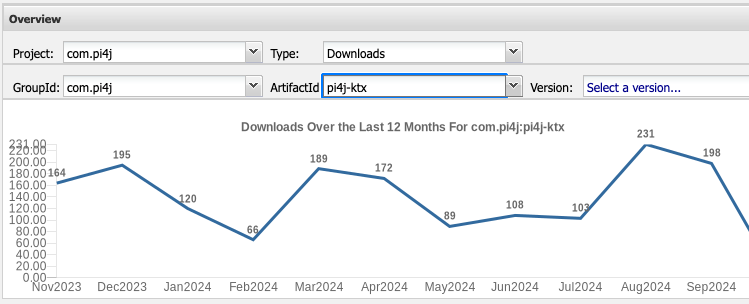 Overview
Project: com.pi4j Type: Downloads
GroupId: com.pi4j ArtifactId pi4j-ktx Version: Select a version...
Downloads Over the Last 12 Months For com.pi4j:pi4j-ktx
231.00
220.00
200.00
180.00
160.00
140.00
120.00
100.00
80.00
60.00
40.00
20.00
0.00
164 195 120 66 189 172 89 108 103 231 198
Nov2023 Dec2023 Jan2024 Feb2024 Mar2024 Apr2024 May2024 Jun2024 Jul2024 Aug2024 Sep2024